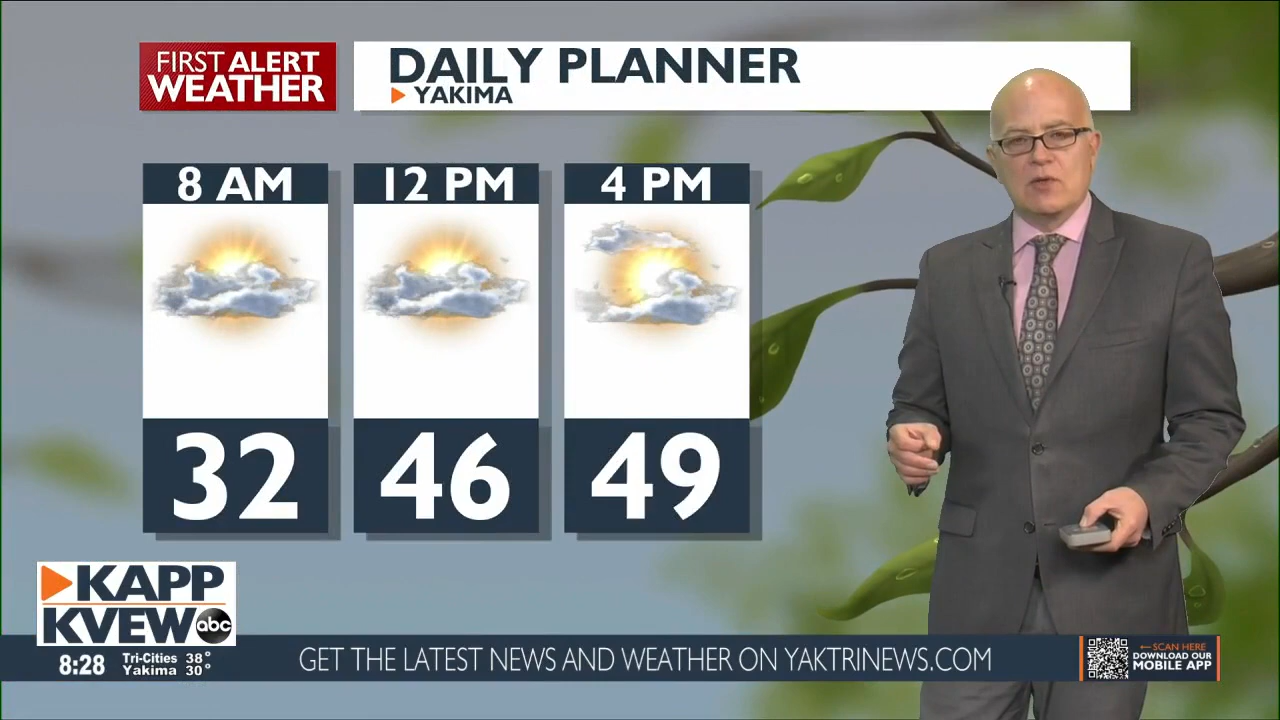 FIRST ALERT
WEATHER
DAILY PLANNER
YAKIMA
8 AM
12 PM
4 PM
32
46
49
KAPP
KVEW
abc
8:28
Tri-Cities 38°
Yakima 30°
GET THE LATEST NEWS AND WEATHER ON YAKTRINEWS.COM
←SCAN HERE
DOWNLOAD OUR
MOBILE APP